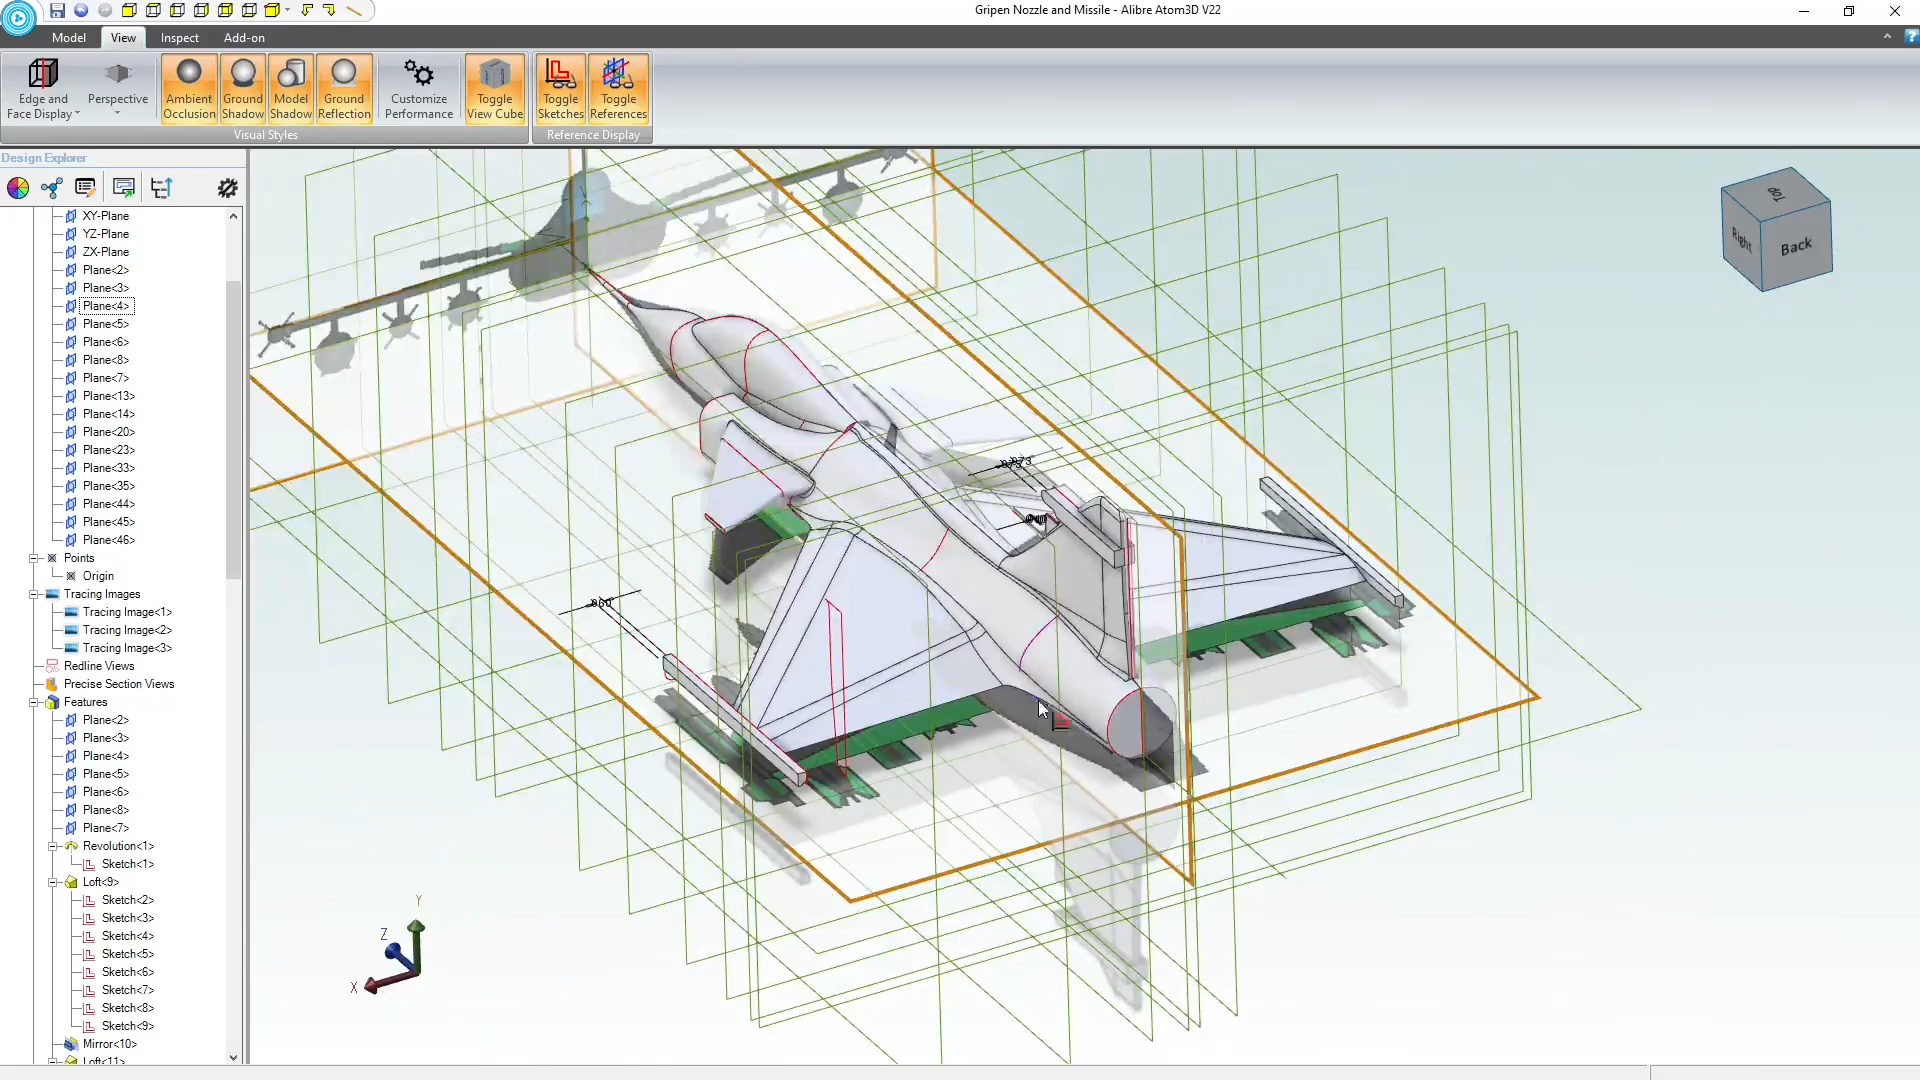 Gripen Nozzle and Missile - Alibre Atom3D V22
Model View Inspect Add-on
Edge and Face Display
Perspective
Ambient Occlusion
Ground Shadow
Model Shadow
Ground Reflection
Customize Performance
Toggle View Cube
Toggle Sketches
Toggle References
Visual Styles
Reference Display
Design Explorer
XY-Plane
YZ-Plane
ZX-Plane
Plane<2>
Plane<3>
Plane<4>
Plane<5>
Plane<6>
Plane<8>
Plane<7>
Plane<13>
Plane<14>
Plane<20>
Plane<23>
Plane<33>
Plane<35>
Plane<44>
Plane<45>
Plane<46>
Points
Origin
Tracing Images
Tracing Image<1>
Tracing Image<2>
Tracing Image<3>
Redline Views
Precise Section Views
Features
Plane<2>
Plane<3>
Plane<4>
Plane<5>
Plane<6>
Plane<8>
Plane<7>
Revolution<1>
Sketch<1>
Loft<9>
Sketch<2>
Sketch<3>
Sketch<4>
Sketch<5>
Sketch<6>
Sketch<7>
Sketch<8>
Sketch<9>
Mirror<10>
Loft<11>
Top
Right
Back
.060
Y
Z
X